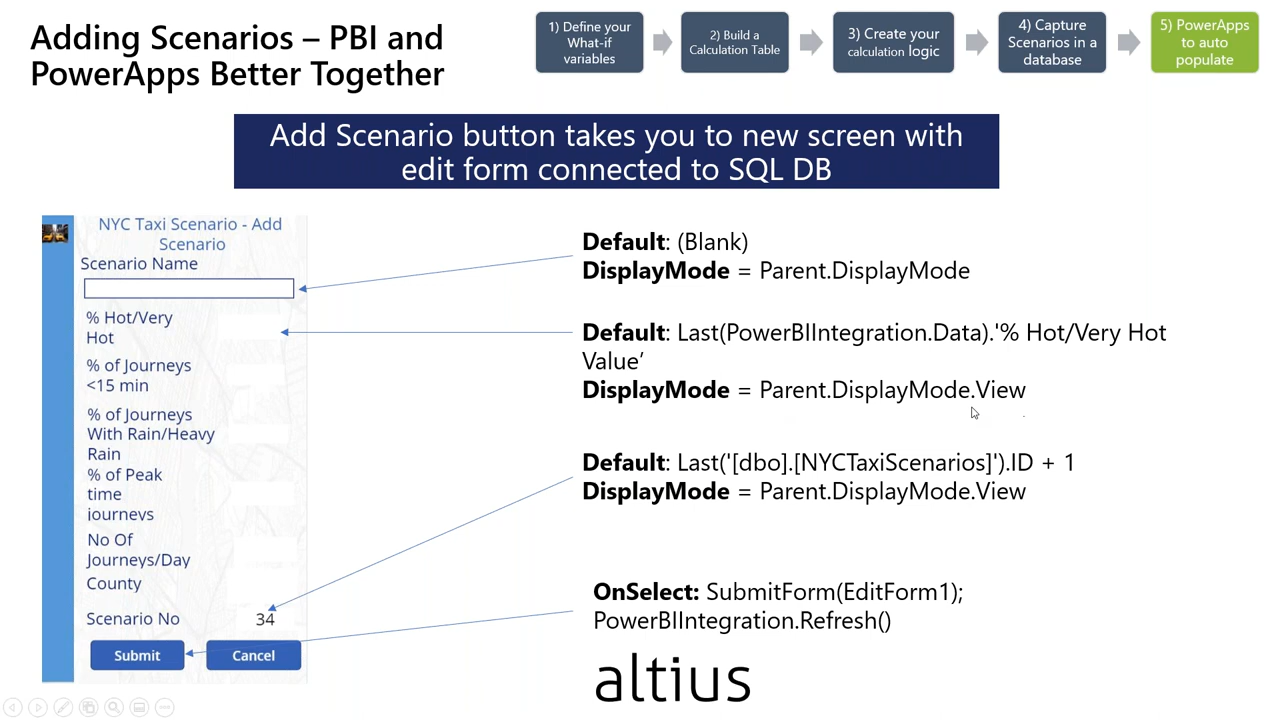 Adding Scenarios – PBI and
PowerApps Better Together
1) Define your
What-if
variables
2) Build a
Calculation Table
3) Create your
calculation logic
4) Capture
Scenarios in a
database
5) PowerApps
to auto
populate
Add Scenario button takes you to new screen with
edit form connected to SQL DB
NYC Taxi Scenario - Add
Scenario
Scenario Name
% Hot/Very
Hot
% of Journeys
<15 min
% of Journeys
With Rain/Heavy
Rain
% of Peak
time
journeys
No Of
Journeys/Day
County
Scenario No
34
Submit
Cancel
Default: (Blank)
DisplayMode = Parent.DisplayMode
Default: Last(PowerBIIntegration.Data).'% Hot/Very Hot
Value’
DisplayMode = Parent.DisplayMode.View
Default: Last('[dbo].[NYCTaxiScenarios]').ID + 1
DisplayMode = Parent.DisplayMode.View
OnSelect: SubmitForm(EditForm1);
PowerBIIntegration.Refresh()
altius